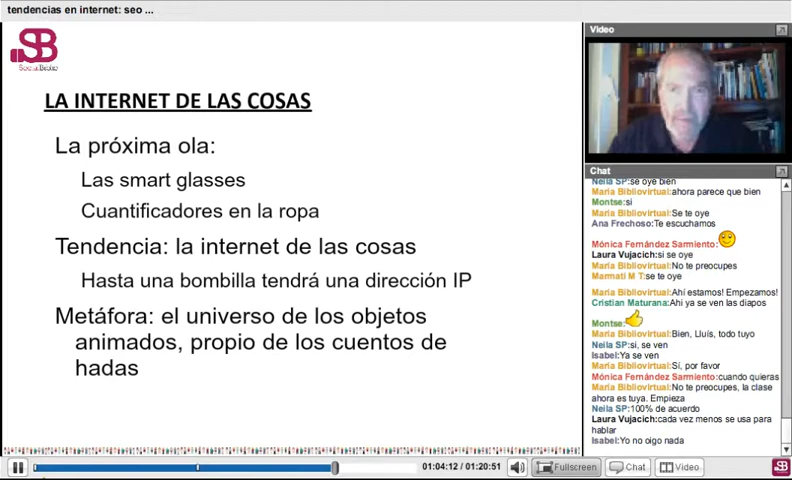 tendencias en internet: seo ...
SB
SocialBiblio
LA INTERNET DE LAS COSAS
La próxima ola:
Las smart glasses
Cuantificadores en la ropa
Tendencia: la internet de las cosas
Hasta una bombilla tendrá una dirección IP
Metáfora: el universo de los objetos
animados, propio de los cuentos de
hadas
Video
Chat
Neila SP:se oye bien
Maria Bibliovirtual:ahora parece que bien
Montse:si
Maria Bibliovirtual:Se te oye
Ana Frechoso:Te escuchamos
Mónica Fernández Sarmiento:
Laura Vujacich:si se oye
Maria Bibliovirtual:No te preocupes
Marmati M T:se te oye
Maria Bibliovirtual:Ahí estamos! Empezamos!
Cristian Maturana:Ahi ya se ven las diapos
Montse:
Maria Bibliovirtual:Bien, Lluís, todo tuyo
Neila SP:si, se ven
Isabel:Ya se ven
Maria Bibliovirtual:Sí, por favor
Mónica Fernández Sarmiento:cuando quieras
Maria Bibliovirtual:No te preocupes, la clase
ahora es tuya. Empieza
Neila SP:100% de acuerdo
Laura Vujacich:cada vez menos se usa para
hablar
Isabel:Yo no oigo nada
01:04:12 / 01:20:51
Fullscreen
Chat
Video
SB